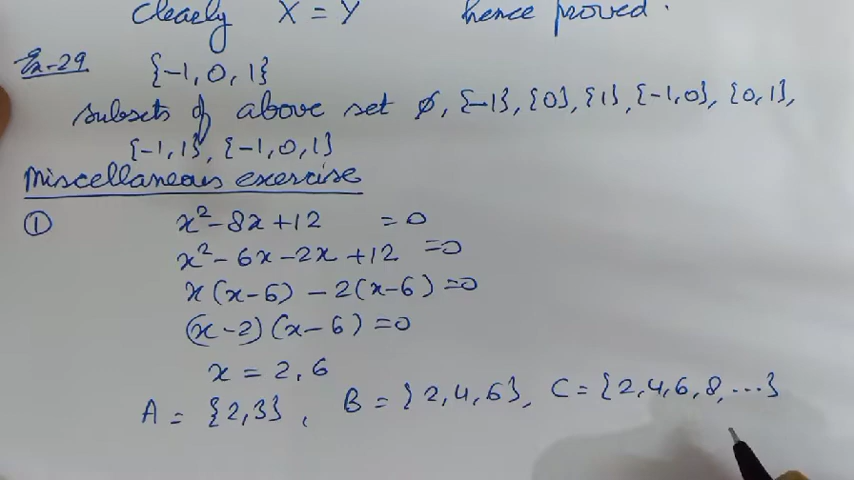 Clearly X = Y hence proved.
Ex-29 {-1, 0, 1}
subsets of above set φ, {-1}, {0}, {1}, {-1,0}, {0,1},
{-1,1}, {-1,0,1}
Miscellaneous exercise
① x² - 8x + 12 = 0
x² - 6x - 2x + 12 = 0
x(x-6) - 2(x-6) = 0
(x-2)(x-6) = 0
x = 2, 6
A = {2,3}, B = {2,4,6}, C = {2,4,6,8,...}